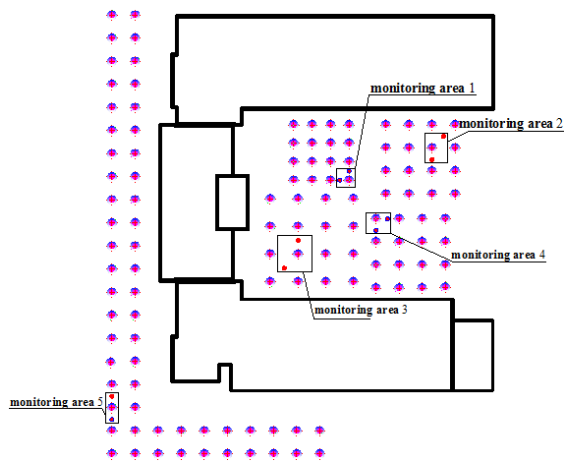 monitoring area 1
monitoring area 2
monitoring area 4
monitoring area 3
monitoring area 5